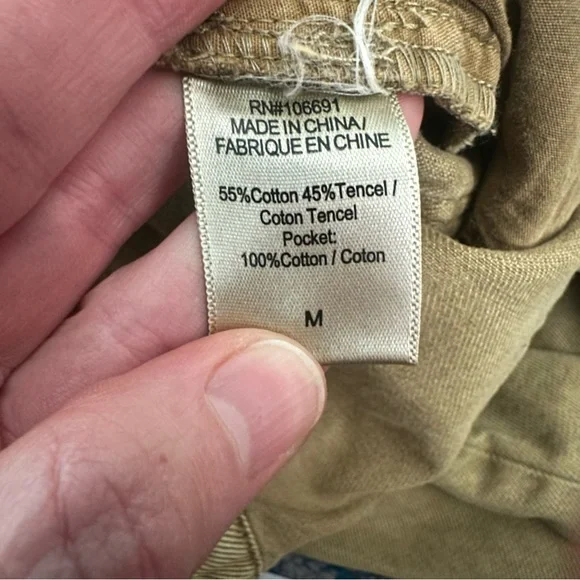 RN#106691
MADE IN CHINA/
FABRIQUE EN CHINE
55%Cotton 45%Tencel /
Coton Tencel
Pocket:
100%Cotton / Coton
M